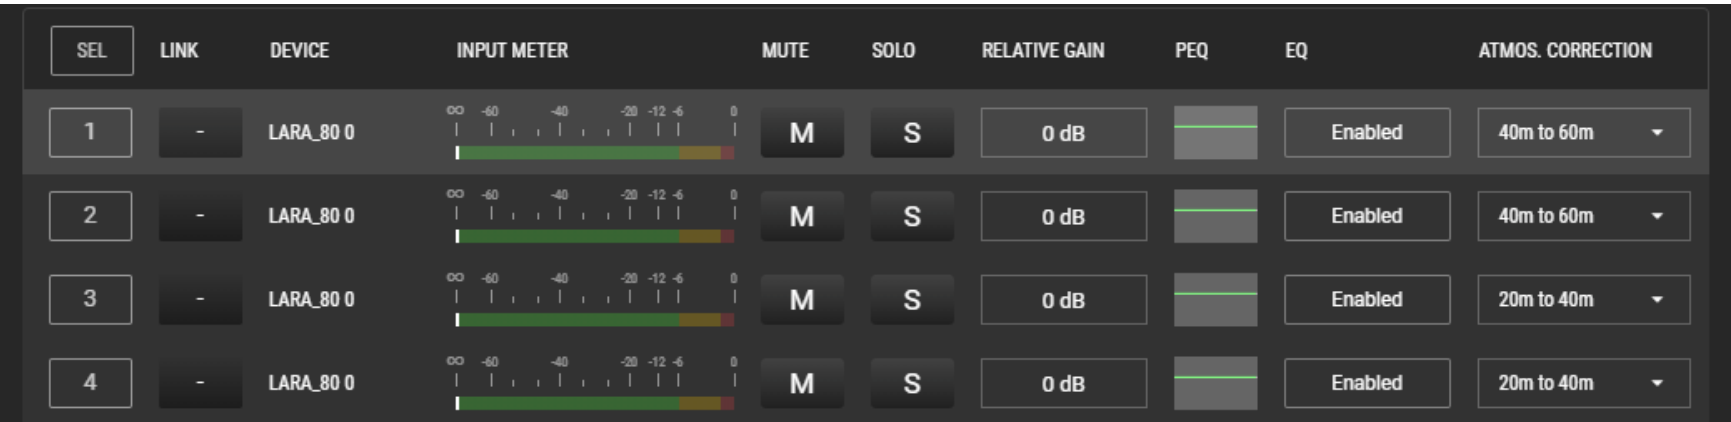 SEL LINK DEVICE INPUT METER MUTE SOLO RELATIVE GAIN PEQ EQ ATMOS. CORRECTION
∞ -60 -40 -20 -12 -6 0
1 - LARA_80 0 M S 0 dB Enabled 40m to 60m
∞ -60 -40 -20 -12 -6 0
2 - LARA_80 0 M S 0 dB Enabled 40m to 60m
∞ -60 -40 -20 -12 -6 0
3 - LARA_80 0 M S 0 dB Enabled 20m to 40m
∞ -60 -40 -20 -12 -6 0
4 - LARA_80 0 M S 0 dB Enabled 20m to 40m